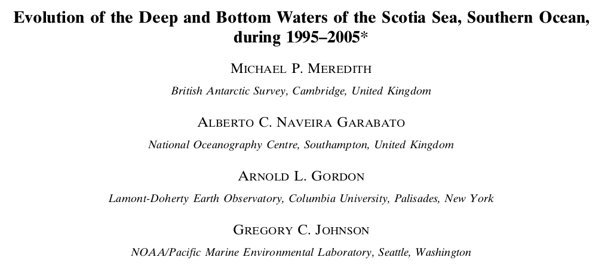 Evolution of the Deep and Bottom Waters of the Scotia Sea, Southern Ocean,
during 1995–2005*
MICHAEL P. MEREDITH
British Antarctic Survey, Cambridge, United Kingdom
ALBERTO C. NAVEIRA GARABATO
National Oceanography Centre, Southampton, United Kingdom
ARNOLD L. GORDON
Lamont-Doherty Earth Observatory, Columbia University, Palisades, New York
GREGORY C. JOHNSON
NOAA/Pacific Marine Environmental Laboratory, Seattle, Washington